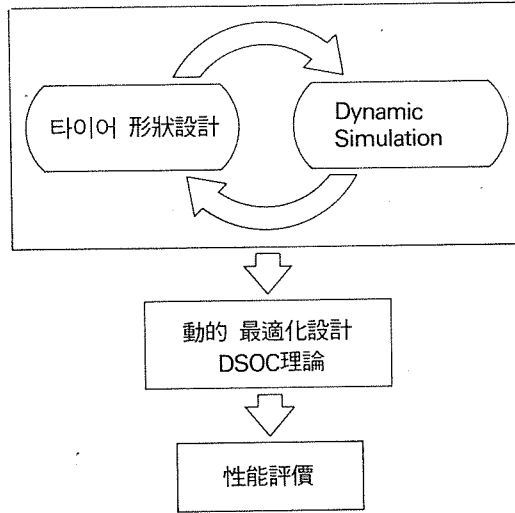 타이어 形狀設計
Dynamic
Simulation
動的 最適化設計
DSOC理論
性能評價